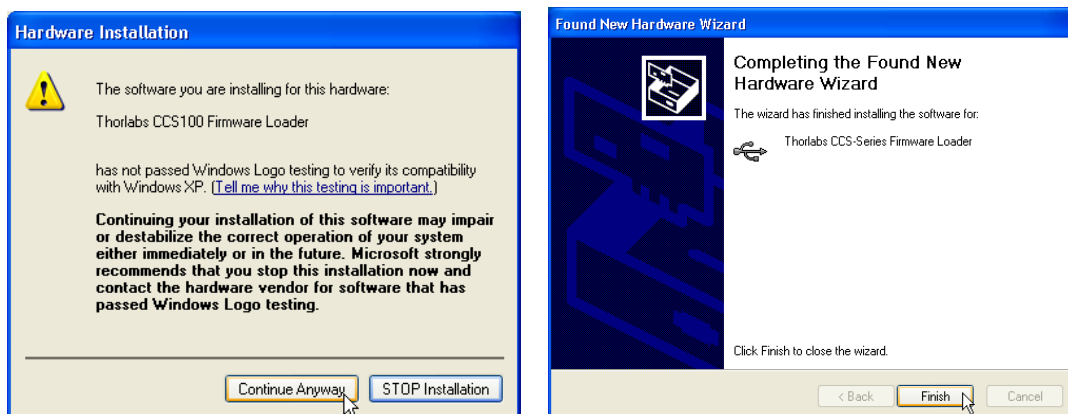 Hardware Installation
The software you are installing for this hardware:
Thorlabs CCS100 Firmware Loader
has not passed Windows Logo testing to verify its compatibility
with Windows XP. (Tell me why this testing is important.)
Continuing your installation of this software may impair
or destabilize the correct operation of your system
either immediately or in the future. Microsoft strongly
recommends that you stop this installation now and
contact the hardware vendor for software that has
passed Windows Logo testing.
Continue Anyway
STOP Installation
Found New Hardware Wizard
Completing the Found New
Hardware Wizard
The wizard has finished installing the software for:
Thorlabs CCS-Series Firmware Loader
Click Finish to close the wizard.
< Back
Finish
Cancel